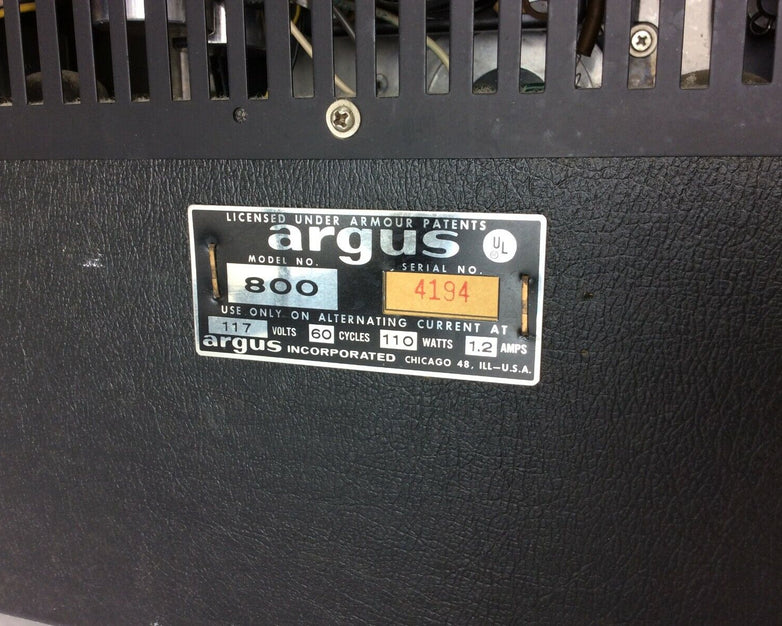 LICENSED UNDER ARMOUR PATENTS
argus UL
MODEL NO. SERIAL NO.
800 4194
USE ONLY ON ALTERNATING CURRENT AT
117 VOLTS 60 CYCLES 110 WATTS 1.2 AMPS
argus INCORPORATED CHICAGO 48, ILL-U.S.A.